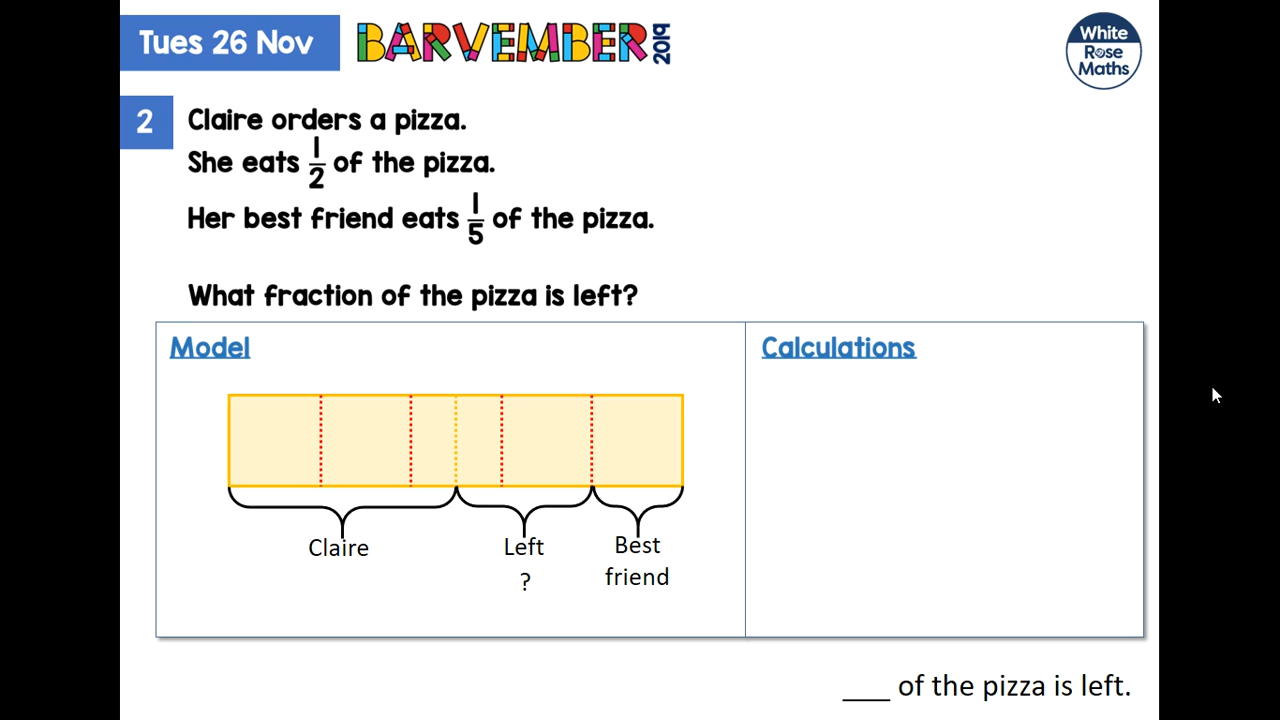 Tues 26 Nov
BARVEMBER 2019
White
Rose
Maths
2
Claire orders a pizza.
She eats 1/2 of the pizza.
Her best friend eats 1/5 of the pizza.
What fraction of the pizza is left?
Model
Calculations
Claire
Left
?
Best
friend
___ of the pizza is left.